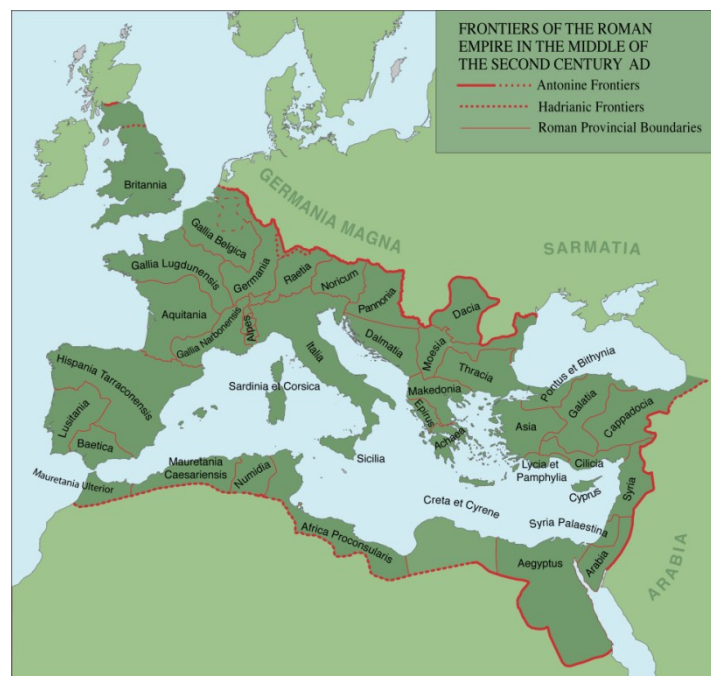 FRONTIERS OF THE ROMAN
EMPIRE IN THE MIDDLE OF
THE SECOND CENTURY AD
Antonine Frontiers
Hadrianic Frontiers
Roman Provincial Boundaries
Britannia
GERMANIA MAGNA
SARMATIA
Gallia Belgica
Gallia Lugdunensis
Germania
Raetia
Noricum
Pannonia
Dacia
Aquitania
Gallia Narbonensis
Alpes
Italia
Dalmatia
Moesia
Thracia
Pontus et Bithynia
Hispania Tarraconensis
Sardinia et Corsica
Makedonia
Epirus
Achaea
Asia
Galatia
Cappadocia
Lusitania
Baetica
Sicilia
Lycia et
Pamphylia
Cilicia
Cyprus
Syria
Mauretania Ulterior
Mauretania
Caesariensis
Numidia
Creta et Cyrene
Syria Palaestina
Africa Proconsularis
Aegyptus
Arabia
ARABIA